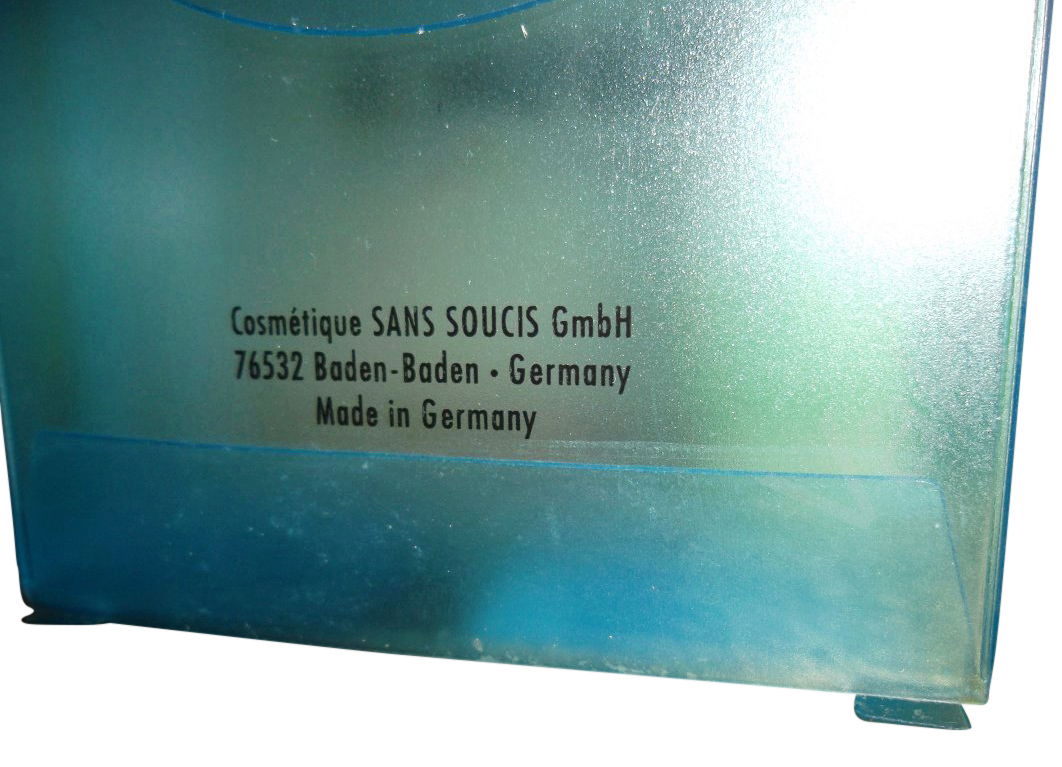 Cosmétique SANS SOUCIS GmbH
76532 Baden-Baden • Germany
Made in Germany